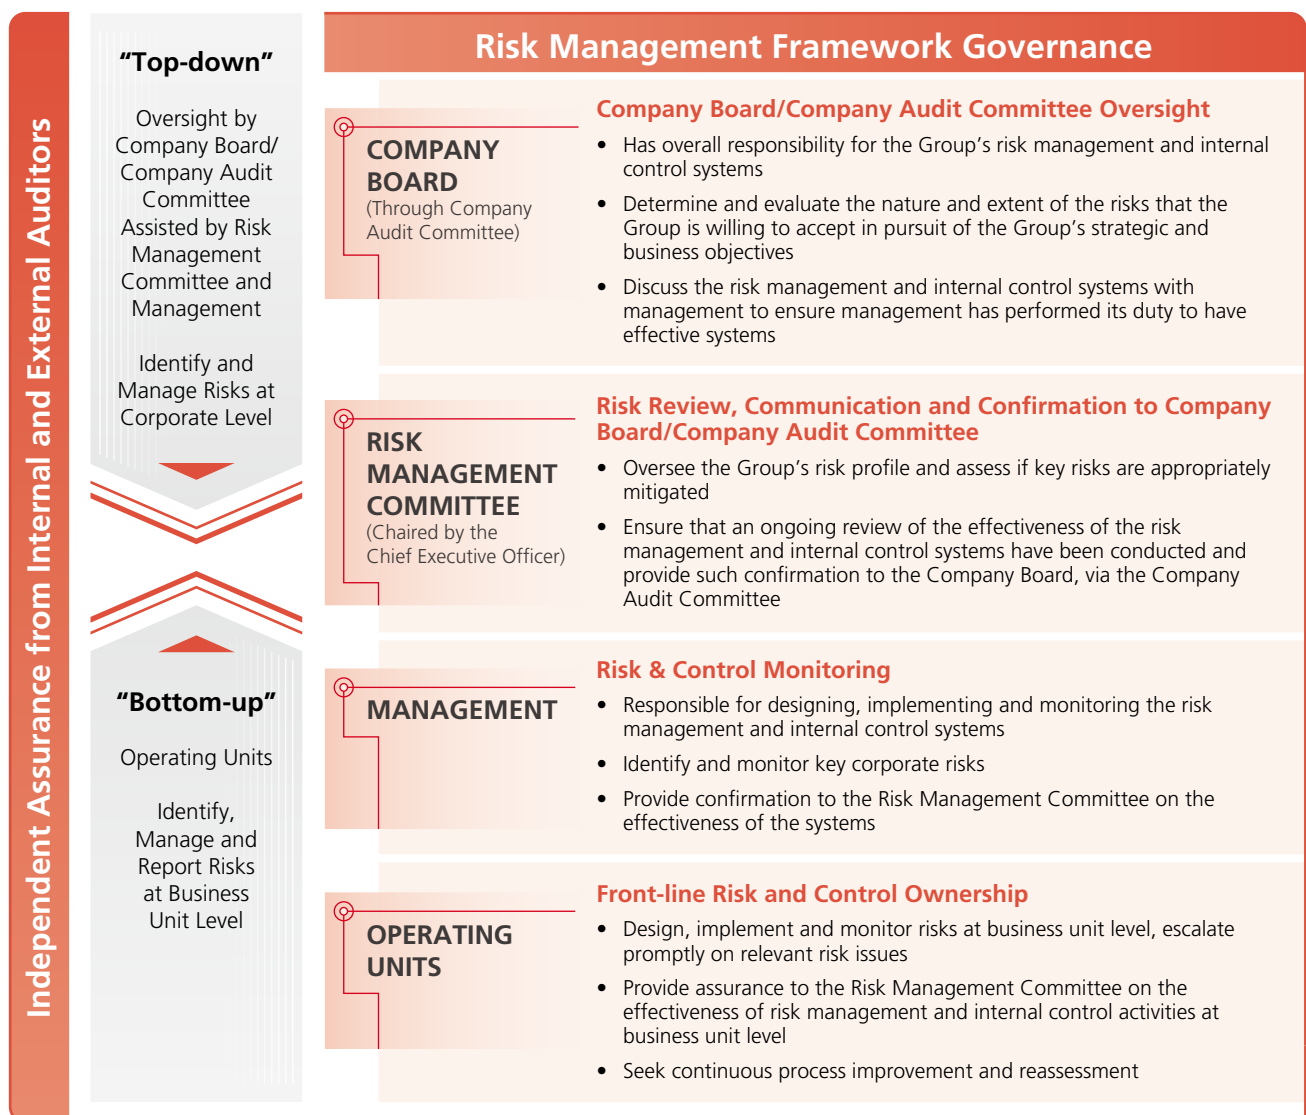 Independent Assurance from Internal and External Auditors
“Top-down”
Oversight by
Company Board/
Company Audit
Committee
Assisted by Risk
Management
Committee and
Management
Identify and
Manage Risks at
Corporate Level
“Bottom-up”
Operating Units
Identify,
Manage and
Report Risks
at Business
Unit Level
Risk Management Framework Governance
COMPANY
BOARD
(Through Company
Audit Committee)
Company Board/Company Audit Committee Oversight
• Has overall responsibility for the Group’s risk management and internal
control systems
• Determine and evaluate the nature and extent of the risks that the
Group is willing to accept in pursuit of the Group’s strategic and
business objectives
• Discuss the risk management and internal control systems with
management to ensure management has performed its duty to have
effective systems
RISK
MANAGEMENT
COMMITTEE
(Chaired by the
Chief Executive Officer)
Risk Review, Communication and Confirmation to Company
Board/Company Audit Committee
• Oversee the Group’s risk profile and assess if key risks are appropriately
mitigated
• Ensure that an ongoing review of the effectiveness of the risk
management and internal control systems have been conducted and
provide such confirmation to the Company Board, via the Company
Audit Committee
MANAGEMENT
Risk & Control Monitoring
• Responsible for designing, implementing and monitoring the risk
management and internal control systems
• Identify and monitor key corporate risks
• Provide confirmation to the Risk Management Committee on the
effectiveness of the systems
OPERATING
UNITS
Front-line Risk and Control Ownership
• Design, implement and monitor risks at business unit level, escalate
promptly on relevant risk issues
• Provide assurance to the Risk Management Committee on the
effectiveness of risk management and internal control activities at
business unit level
• Seek continuous process improvement and reassessment